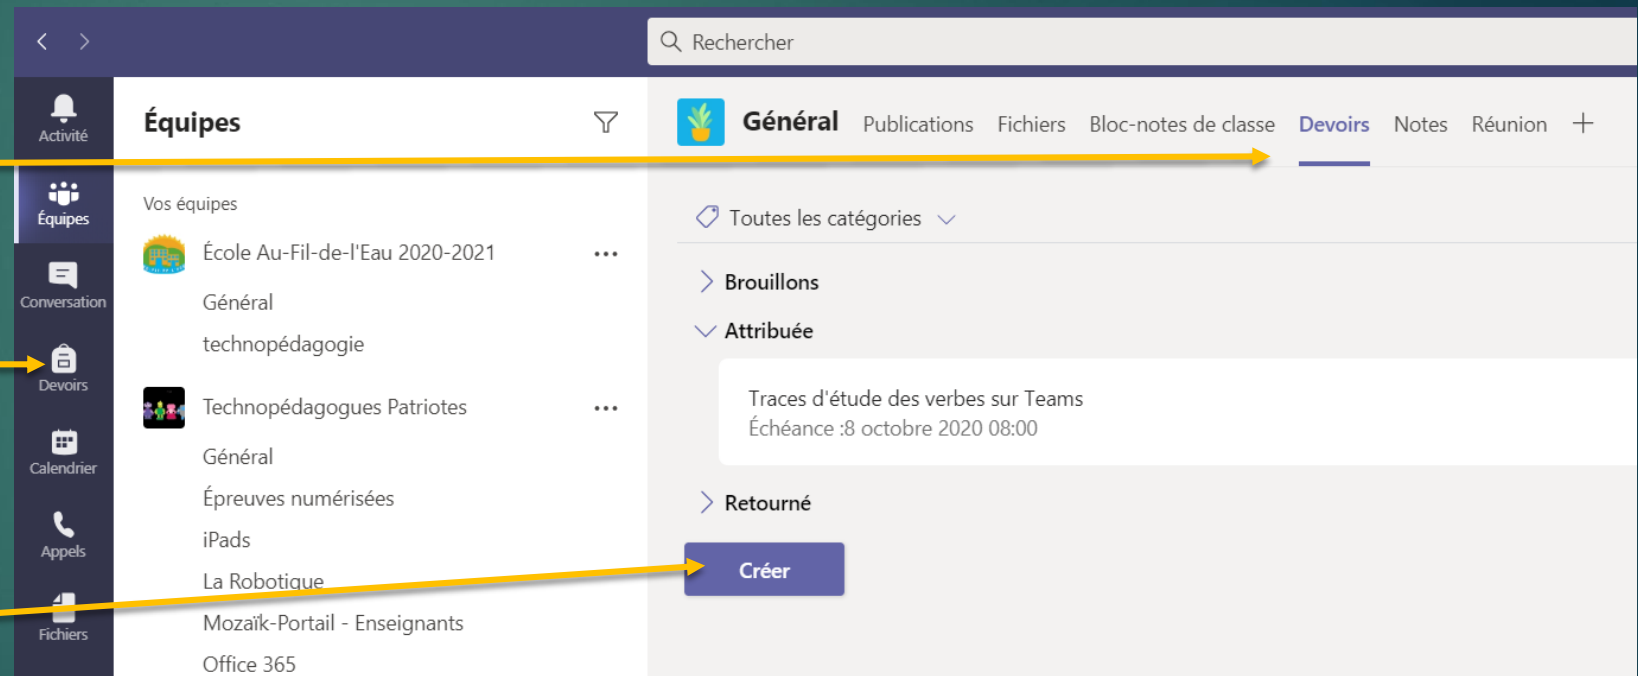 Rechercher
Activité
Équipes
Conversation
Devoirs
Calendrier
Appels
Fichiers
Équipes
Vos équipes
École Au-Fil-de-l'Eau 2020-2021
Général
technopédagogie
Technopédagogues Patriotes
Général
Épreuves numérisées
iPads
La Robotique
Mozaïk-Portail - Enseignants
Office 365
Général Publications Fichiers Bloc-notes de classe Devoirs Notes Réunion
Toutes les catégories
Brouillons
Attribuée
Traces d'étude des verbes sur Teams
Échéance :8 octobre 2020 08:00
Retourné
Créer